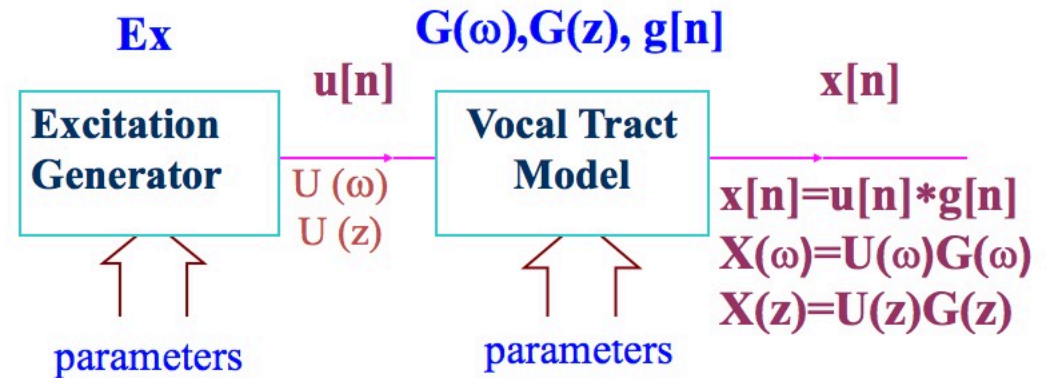 Ex
G(ω),G(z), g[n]
u[n]
x[n]
Excitation
Generator
U (ω)
U (z)
Vocal Tract
Model
x[n]=u[n]*g[n]
X(ω)=U(ω)G(ω)
X(z)=U(z)G(z)
parameters
parameters